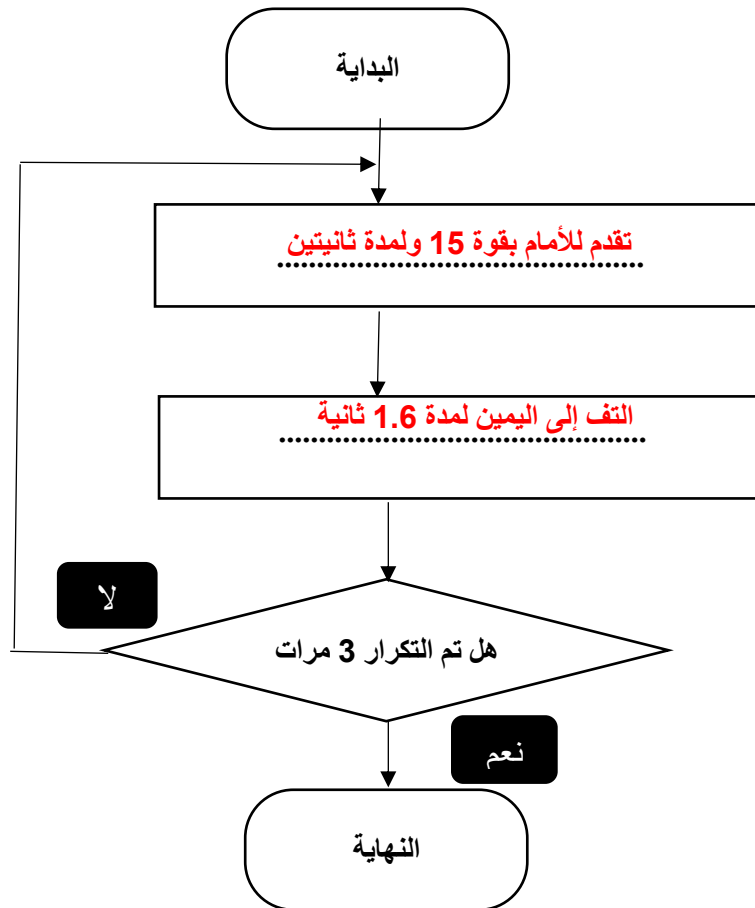 البداية
تقدم للأمام بقوة 15 ولمدة ثانيتين
التف إلى اليمين لمدة 1.6 ثانية
لا
هل تم التكرار 3 مرات
نعم
النهاية